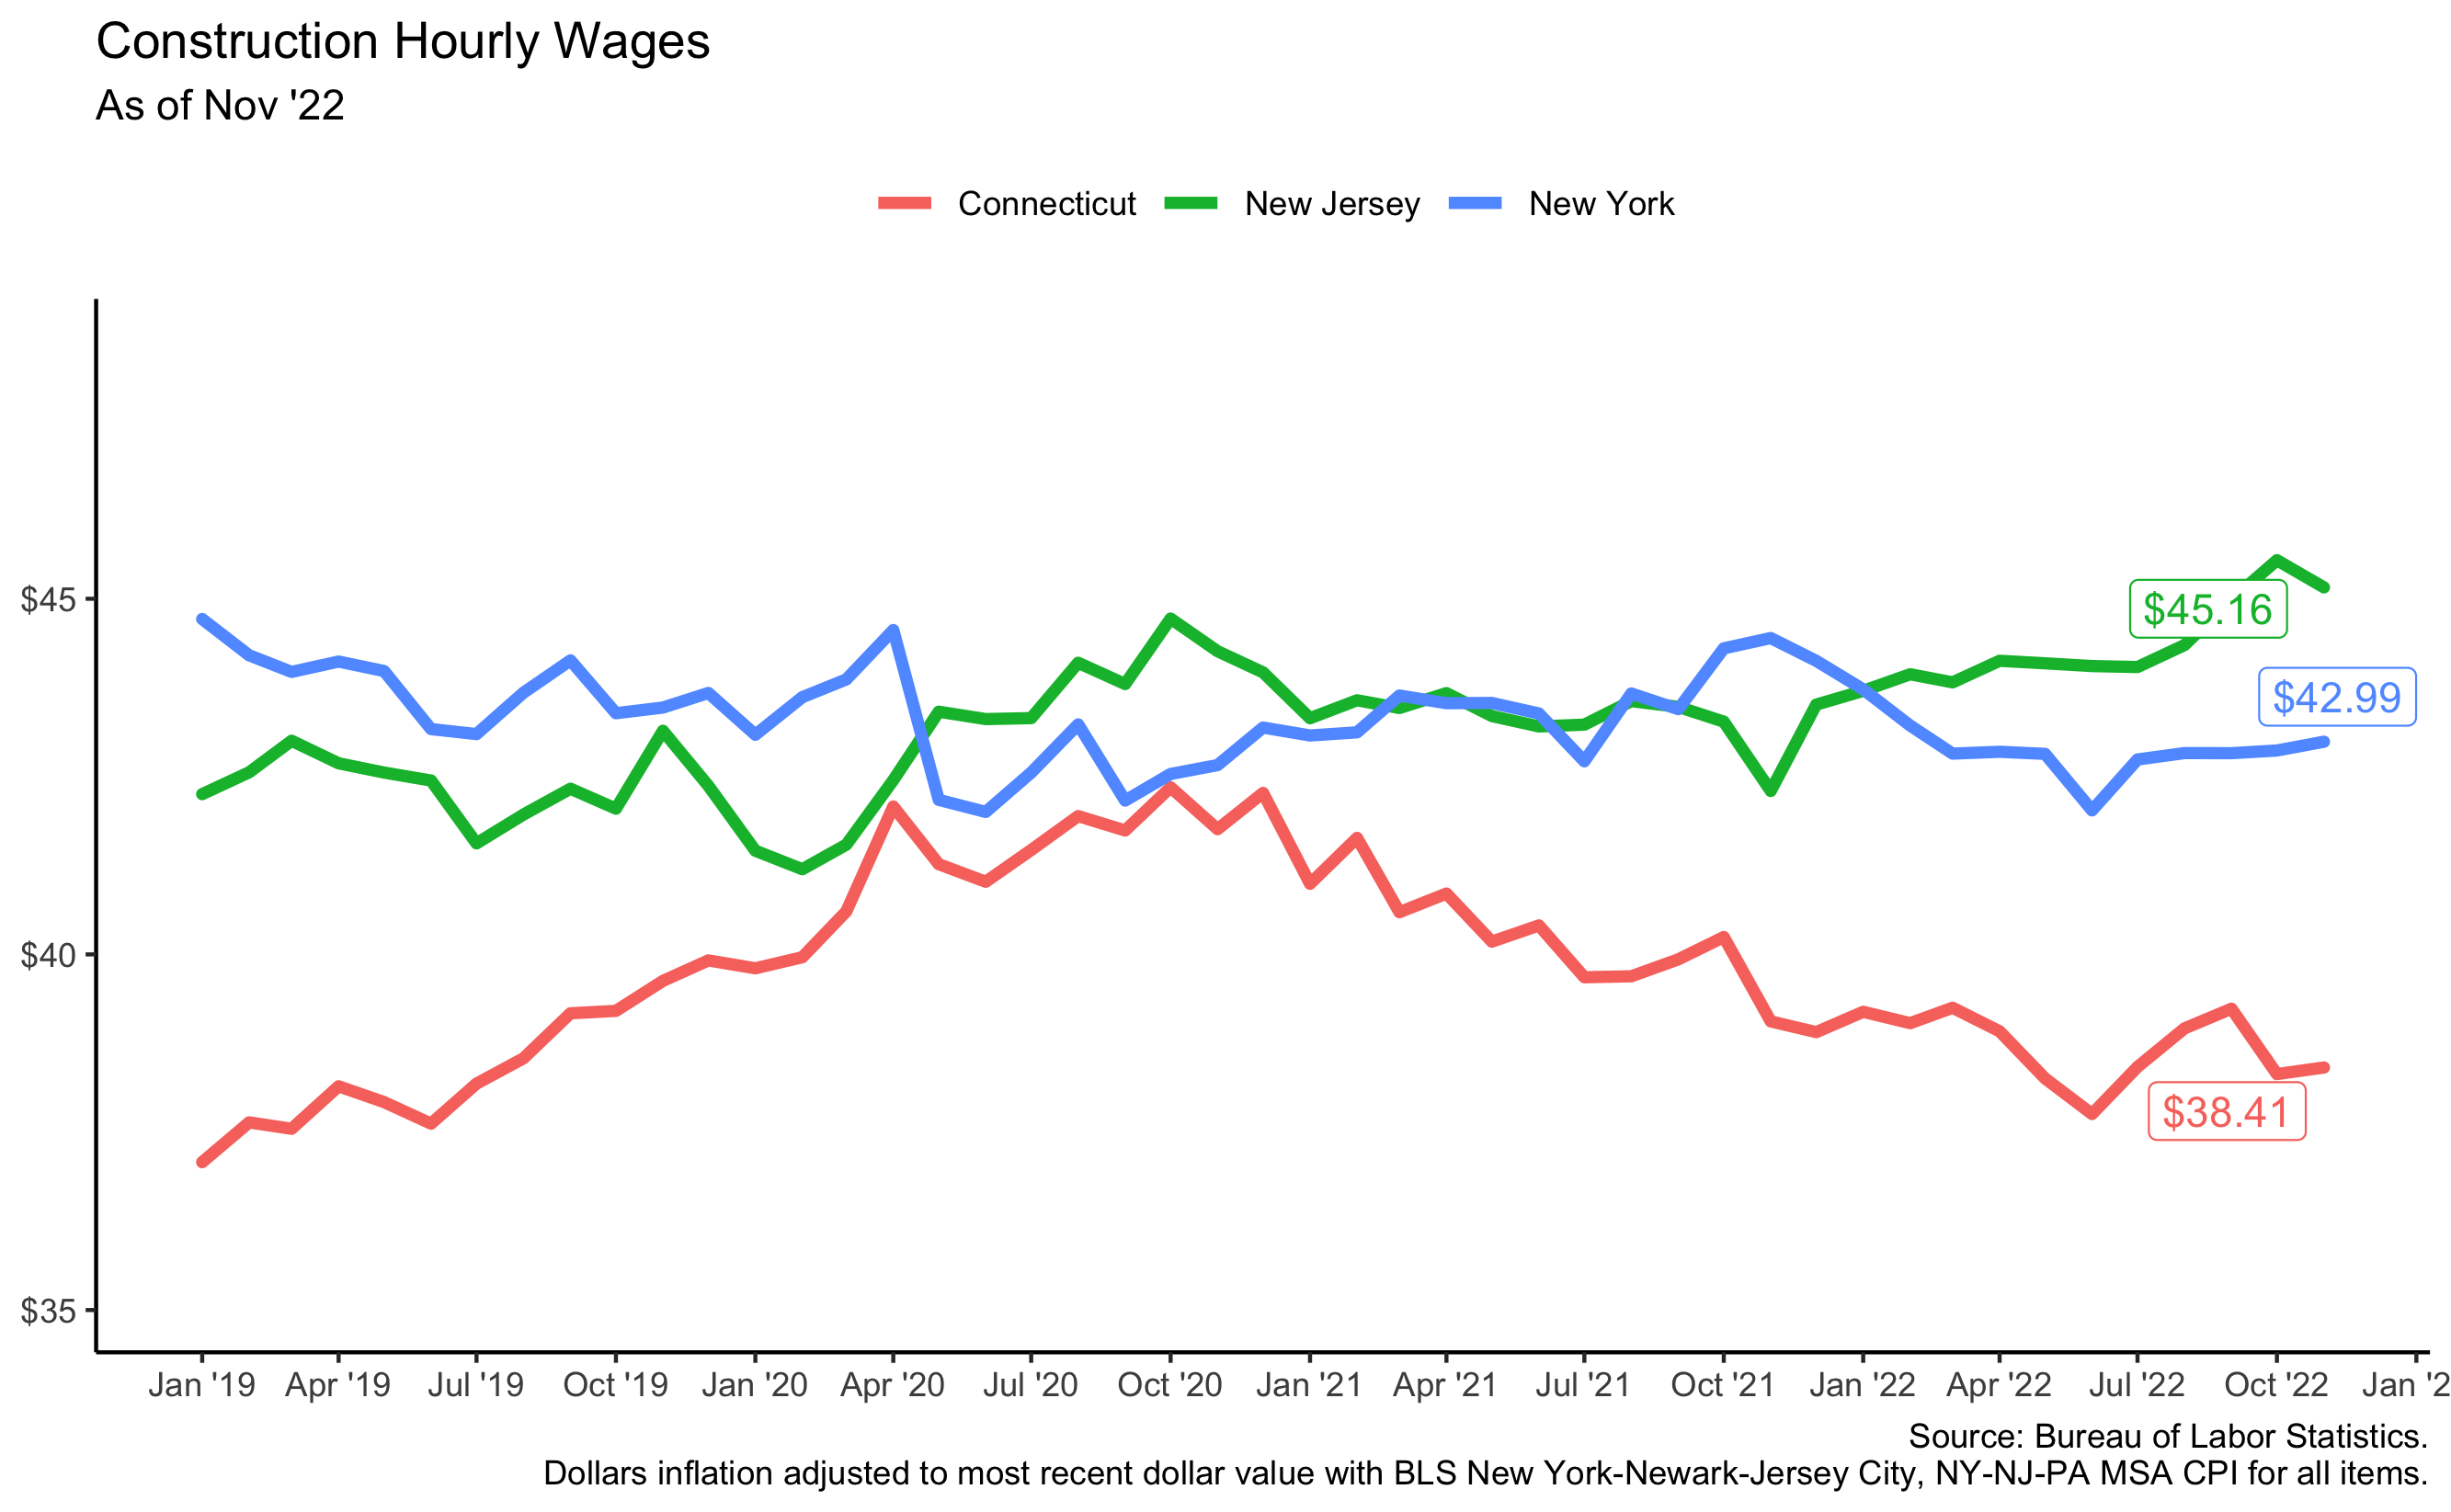 Construction Hourly Wages
As of Nov '22
Connecticut New Jersey New York
$45
$40
$35
$45.16
$42.99
$38.41
Jan '19 Apr '19 Jul '19 Oct '19 Jan '20 Apr '20 Jul '20 Oct '20 Jan '21 Apr '21 Jul '21 Oct '21 Jan '22 Apr '22 Jul '22 Oct '22 Jan '2
Source: Bureau of Labor Statistics.
Dollars inflation adjusted to most recent dollar value with BLS New York-Newark-Jersey City, NY-NJ-PA MSA CPI for all items.